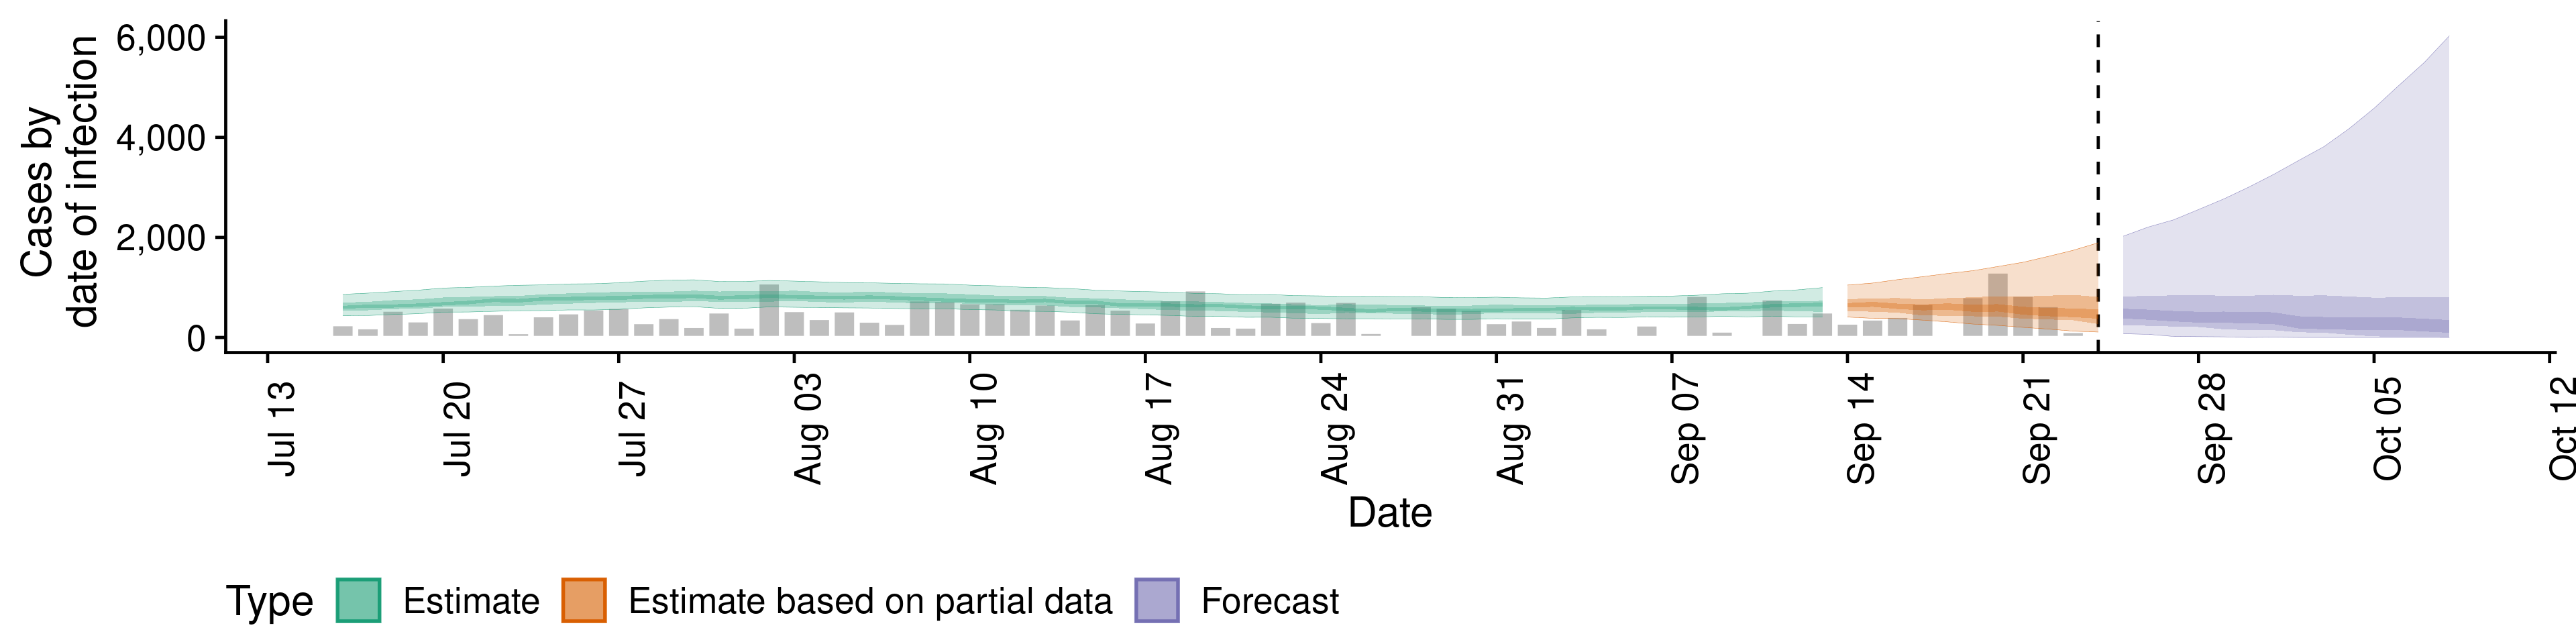 Cases by
date of infection
6,000
4,000
2,000
0
Jul 13
Jul 20
Jul 27
Aug 03
Aug 10
Aug 17
Aug 24
Aug 31
Sep 07
Sep 14
Sep 21
Sep 28
Oct 05
Oct 12
Date
Type Estimate Estimate based on partial data Forecast